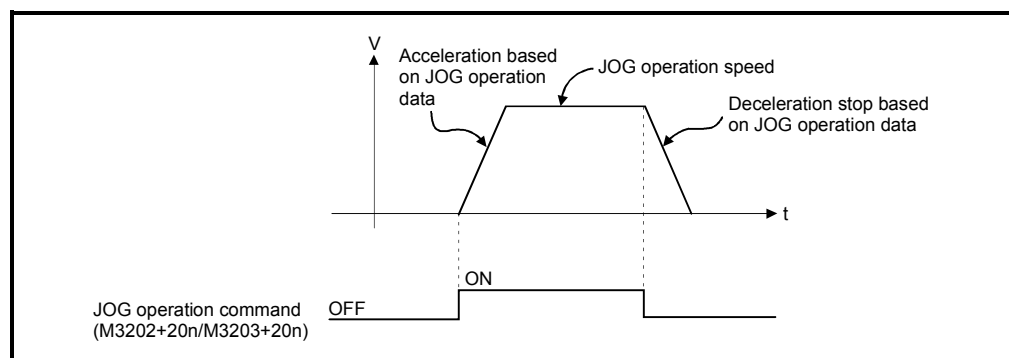 V
Acceleration based
on JOG operation
data
JOG operation speed
Deceleration stop based
on JOG operation data
t
ON
JOG operation command
(M3202+20n/M3203+20n)
OFF